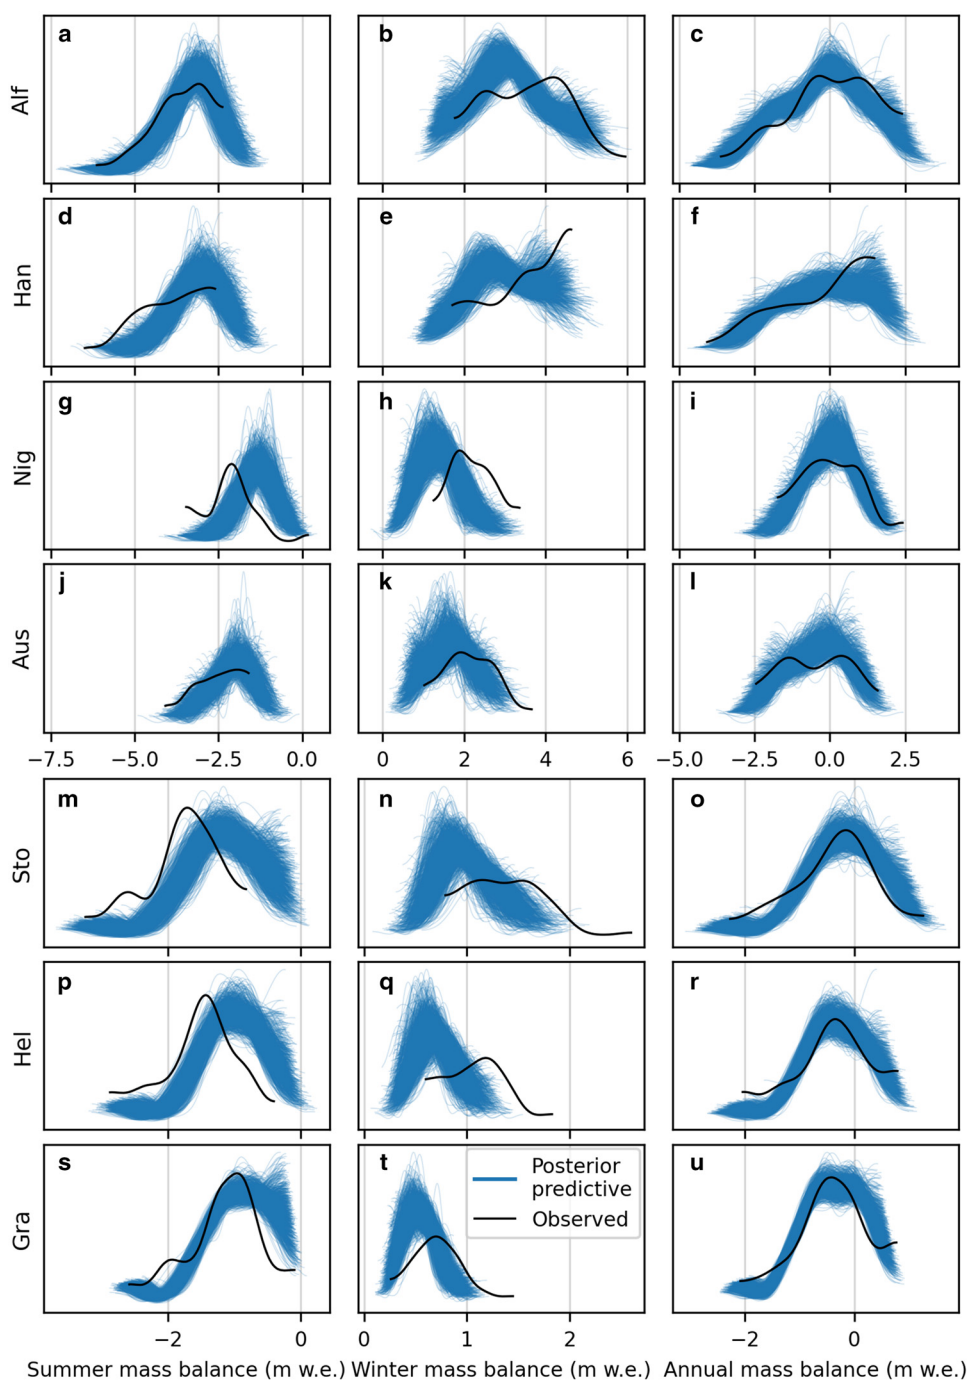 a b c
Alf
d e f
Han
g h i
Nig
j k l
Aus
−7.5 −5.0 −2.5 0.0 0 2 4 6 −5.0 −2.5 0.0 2.5
m n o
Sto
p q r
Hel
s t u
Posterior
predictive
Observed
Gra
−2 0 0 1 2 −2 0
Summer mass balance (m w.e.) Winter mass balance (m w.e.) Annual mass balance (m w.e.)